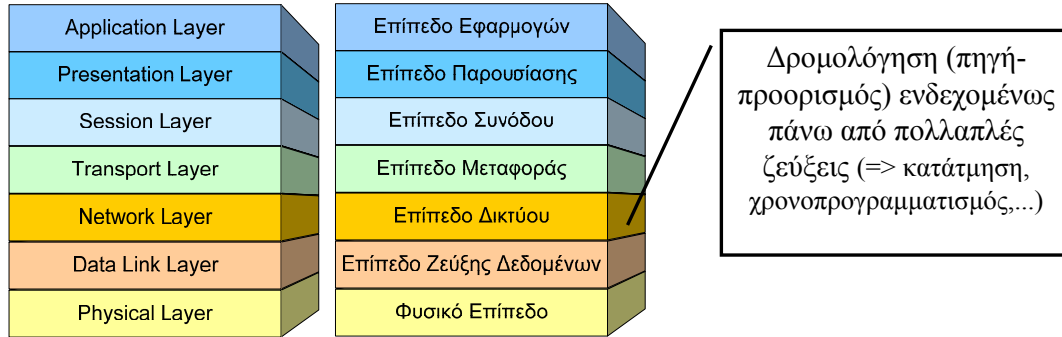 Application Layer
Presentation Layer
Session Layer
Transport Layer
Network Layer
Data Link Layer
Physical Layer
Επίπεδο Εφαρμογών
Επίπεδο Παρουσίασης
Επίπεδο Συνόδου
Επίπεδο Μεταφοράς
Επίπεδο Δικτύου
Επίπεδο Ζεύξης Δεδομένων
Φυσικό Επίπεδο
Δρομολόγηση (πηγή-
προορισμός) ενδεχομένως
πάνω από πολλαπλές
ζεύξεις (=> κατάτμηση,
χρονοπρογραμματισμός,...)